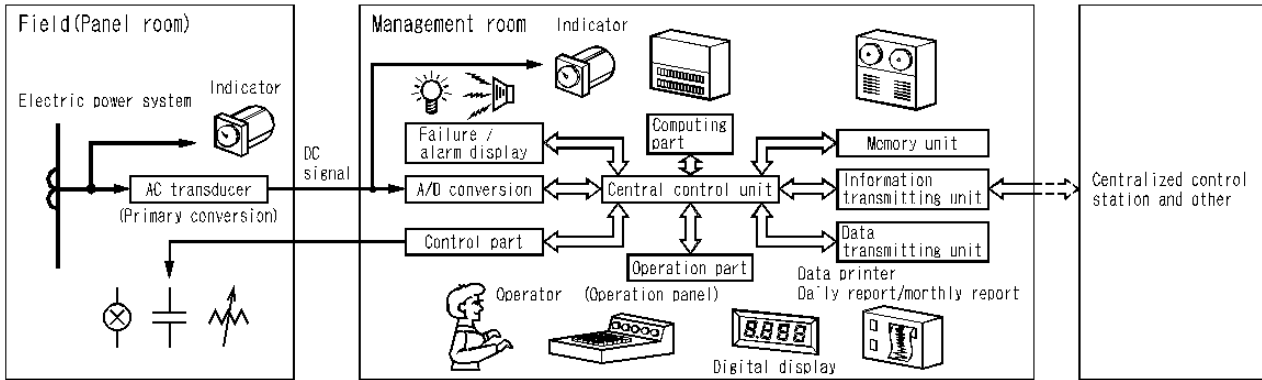 Field(Panel room)
Indicator
Electric power system
AC transducer
(Primary conversion)
DC
signal
Management room
Indicator
Failure /
alarm display
A/D conversion
Control part
Computing
part
Central control unit
Operation part
(Operation panel)
Operator
Memory unit
Information
transmitting unit
Data
transmitting unit
Data printer
Daily report/monthly report
8.888
Digital display
Centralized control
station and other